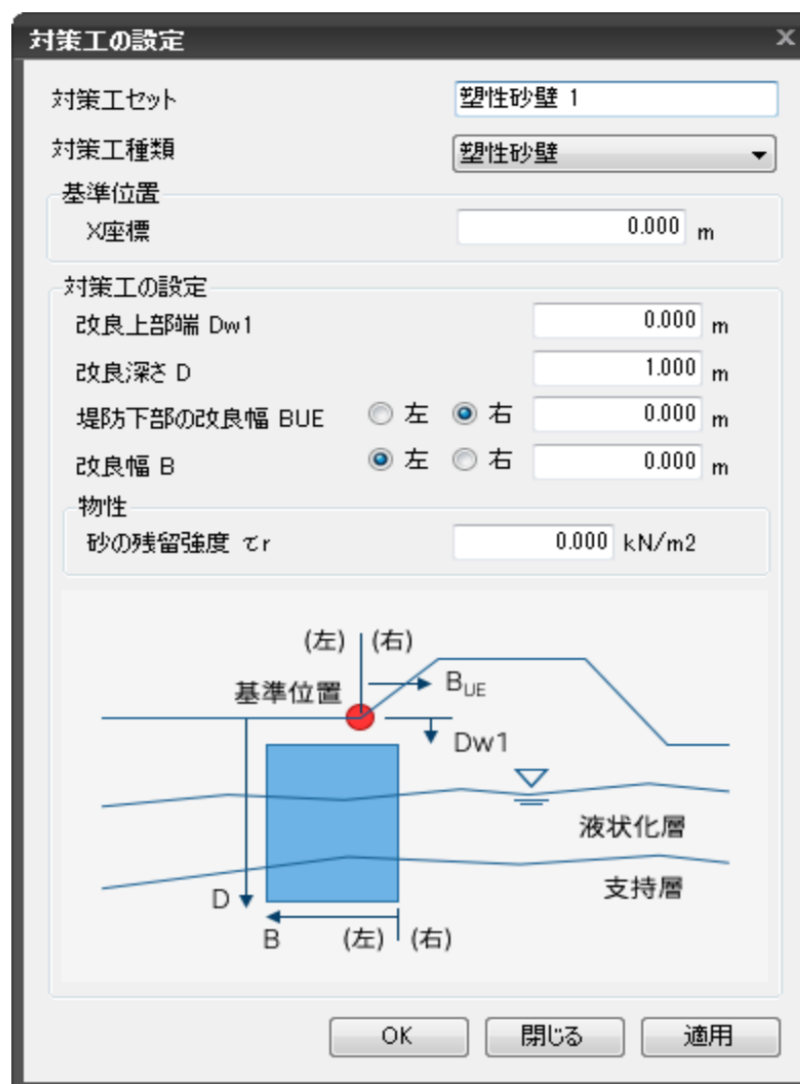 対策工の設定
対策工セット 塑性砂壁 1
対策工種類 塑性砂壁
基準位置
X座標 0.000 m
対策工の設定
改良上部端 Dw1 0.000 m
改良深さ D 1.000 m
堤防下部の改良幅 BUE 左 右 0.000 m
改良幅 B 左 右 0.000 m
物性
砂の残留強度 τr 0.000 kN/m2
(左) (右)
基準位置 BUE
Dw1
液状化層
支持層
D
B (左) (右)
OK 閉じる 適用